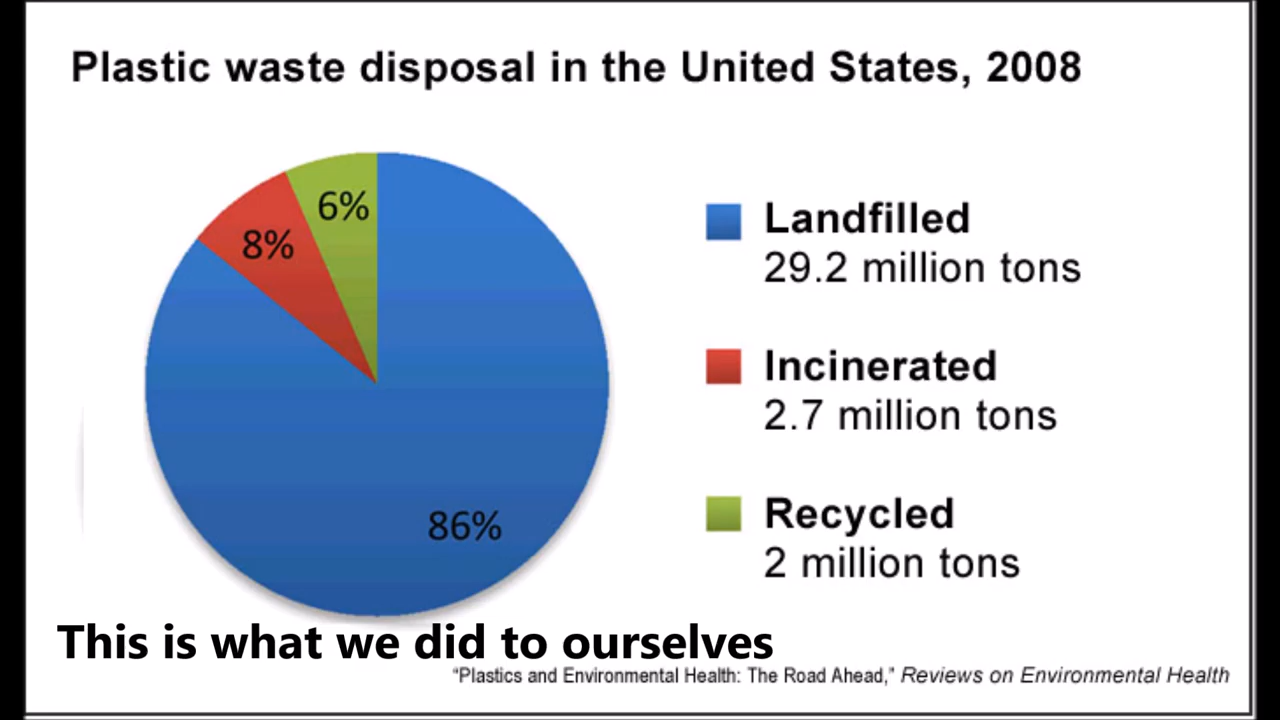 Plastic waste disposal in the United States, 2008
6%
8%
86%
Landfilled
29.2 million tons
Incinerated
2.7 million tons
Recycled
2 million tons
This is what we did to ourselves
“Plastics and Environmental Health: The Road Ahead,” Reviews on Environmental Health